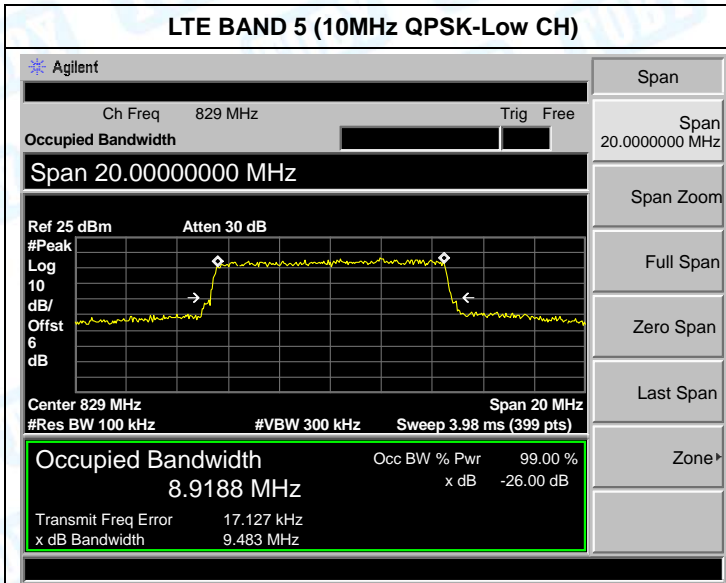 LTE BAND 5 (10MHz QPSK-Low CH)
Agilent
Ch Freq 829 MHz Trig Free
Occupied Bandwidth
Span 20.00000000 MHz
Ref 25 dBm Atten 30 dB
#Peak
Log
10
dB/
Offst
6
dB
Center 829 MHz Span 20 MHz
#Res BW 100 kHz #VBW 300 kHz Sweep 3.98 ms (399 pts)
Occupied Bandwidth
8.9188 MHz
Occ BW % Pwr 99.00 %
x dB -26.00 dB
Transmit Freq Error 17.127 kHz
x dB Bandwidth 9.483 MHz
Span
Span
20.0000000 MHz
Span Zoom
Full Span
Zero Span
Last Span
Zone